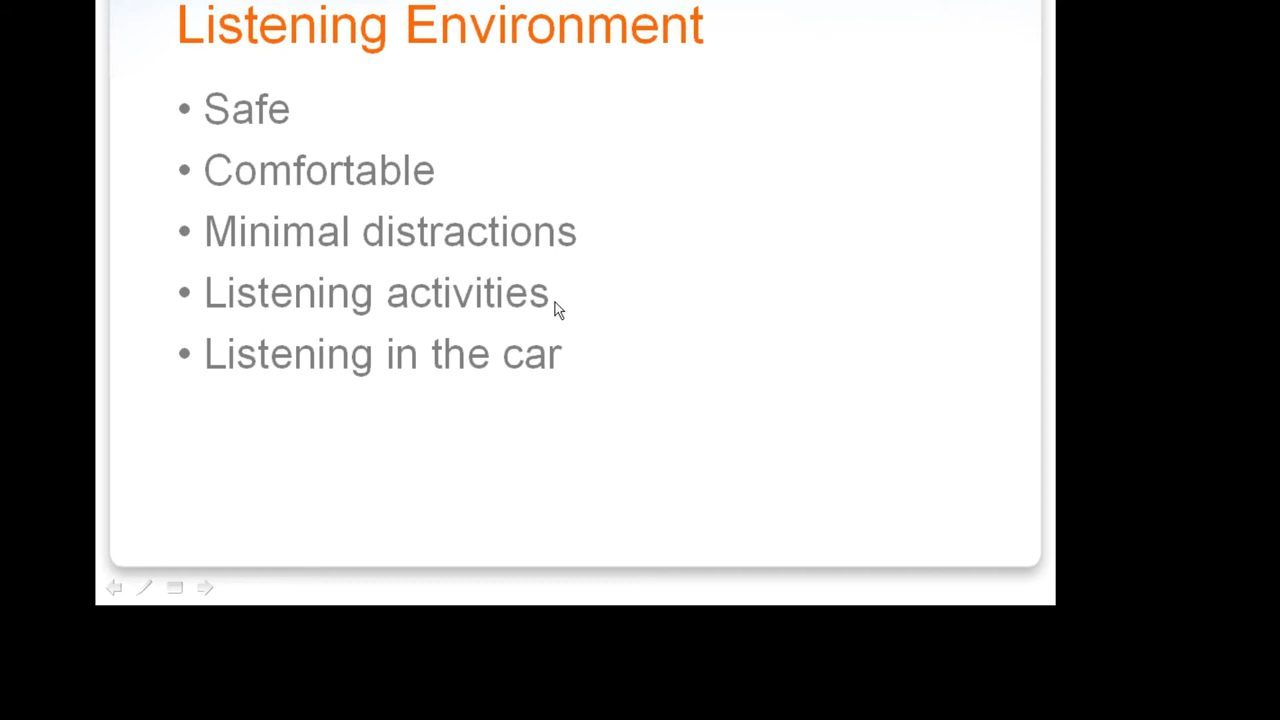 Listening Environment
• Safe
• Comfortable
• Minimal distractions
• Listening activities
• Listening in the car